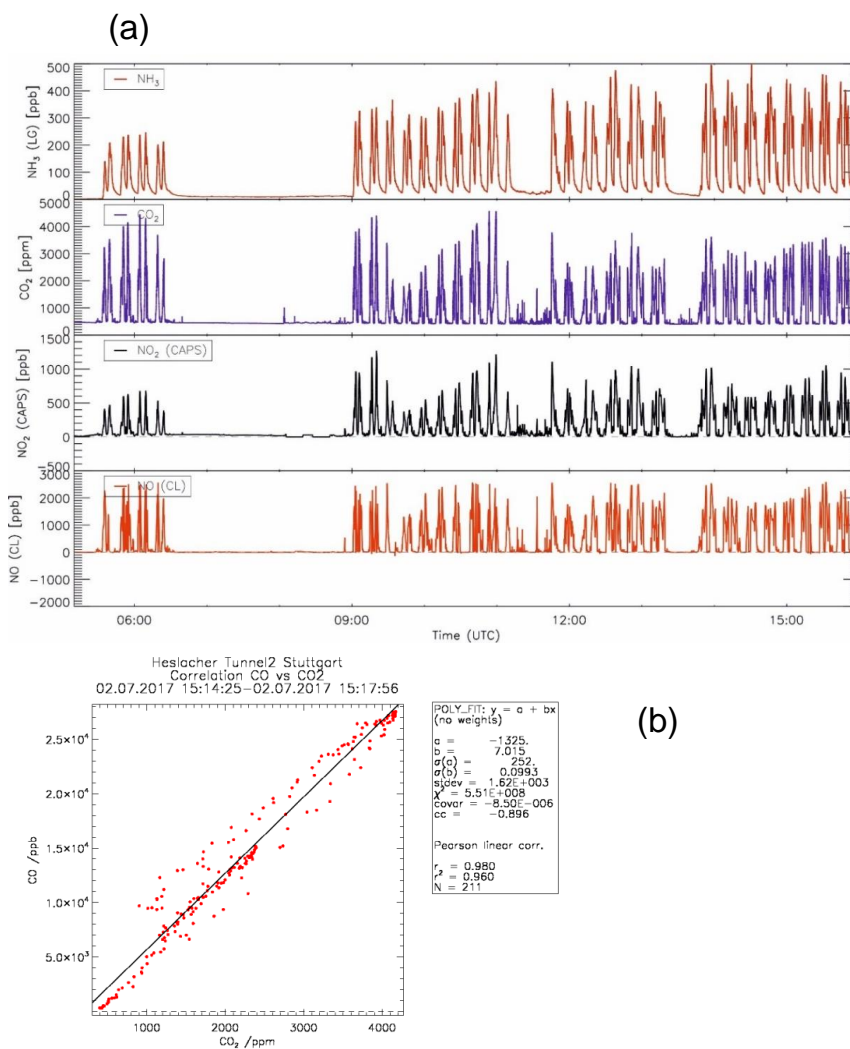 (a)
500
400
300
200
100
0
NH₃ (LG) [ppb]
NH₃
5000
4000
3000
2000
1000
0
CO₂ [ppm]
CO₂
1500
1000
500
0
−500
NO₂ (CAPS) [ppb]
NO₂ (CAPS)
3000
2000
1000
0
−1000
−2000
NO (CL) [ppb]
NO (CL)
06:00 09:00 12:00 15:00
Time (UTC)
Heslacher Tunnel2 Stuttgart
Correlation CO vs CO2
02.07.2017 15:14:25−02.07.2017 15:17:56
(b)
2.5×10⁴
2.0×10⁴
1.5×10⁴
1.0×10⁴
5.0×10³
CO /ppb
1000 2000 3000 4000
CO₂ /ppm
POLY_FIT: y = a + bx
(no weights)
a = −1325.
b = 7.015
σ(a) = 252.
σ(b) = 0.0993
stdev = 1.62E+003
χ² = 5.51E+008
covar = −8.50E−006
cc = −0.896
Pearson linear corr.
r = 0.980
r² = 0.960
N = 211